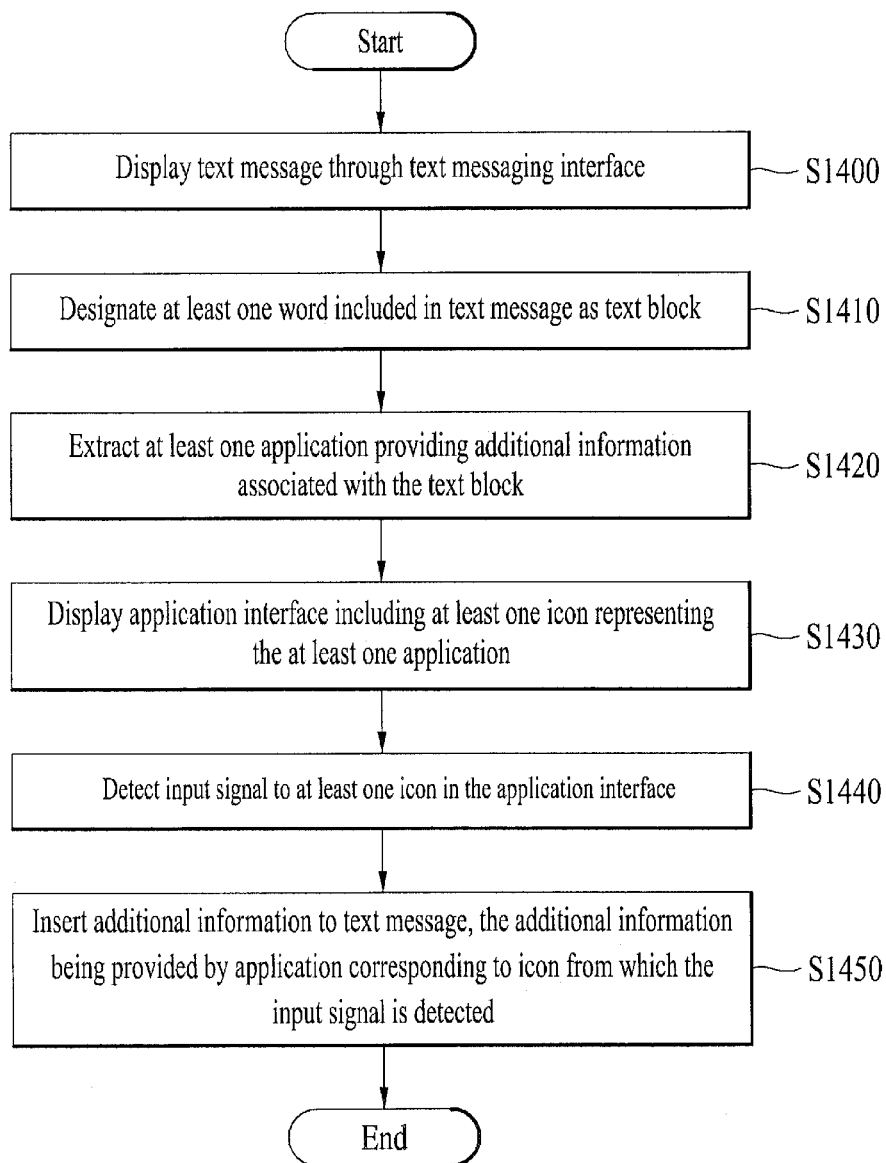 Start
Display text message through text messaging interface
S1400
Designate at least one word included in text message as text block
S1410
Extract at least one application providing additional information
associated with the text block
S1420
Display application interface including at least one icon representing
the at least one application
S1430
Detect input signal to at least one icon in the application interface
S1440
Insert additional information to text message, the additional information
being provided by application corresponding to icon from which the
input signal is detected
S1450
End